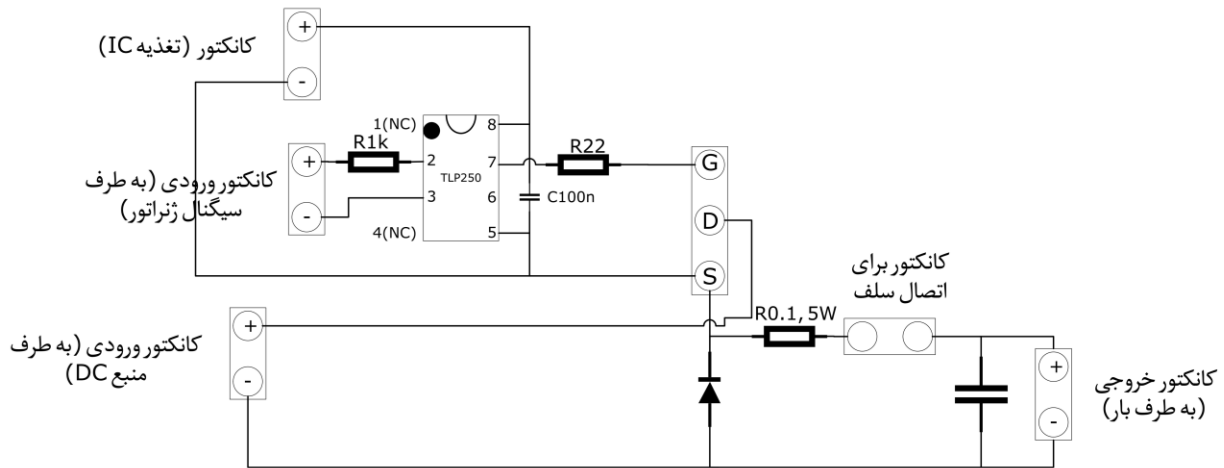 کانکتور (تغذیه IC)
+
-
1(NC)
8
R1k
2
7
R22
TLP250
3
6
C100n
4(NC)
5
+
-
کانکتور ورودی (به طرف
سیگنال ژنراتور)
G
D
S
کانکتور برای
اتصال سلف
R0.1, 5W
+
-
کانکتور ورودی (به طرف
منبع DC)
+
-
کانکتور خروجی
(به طرف بار)